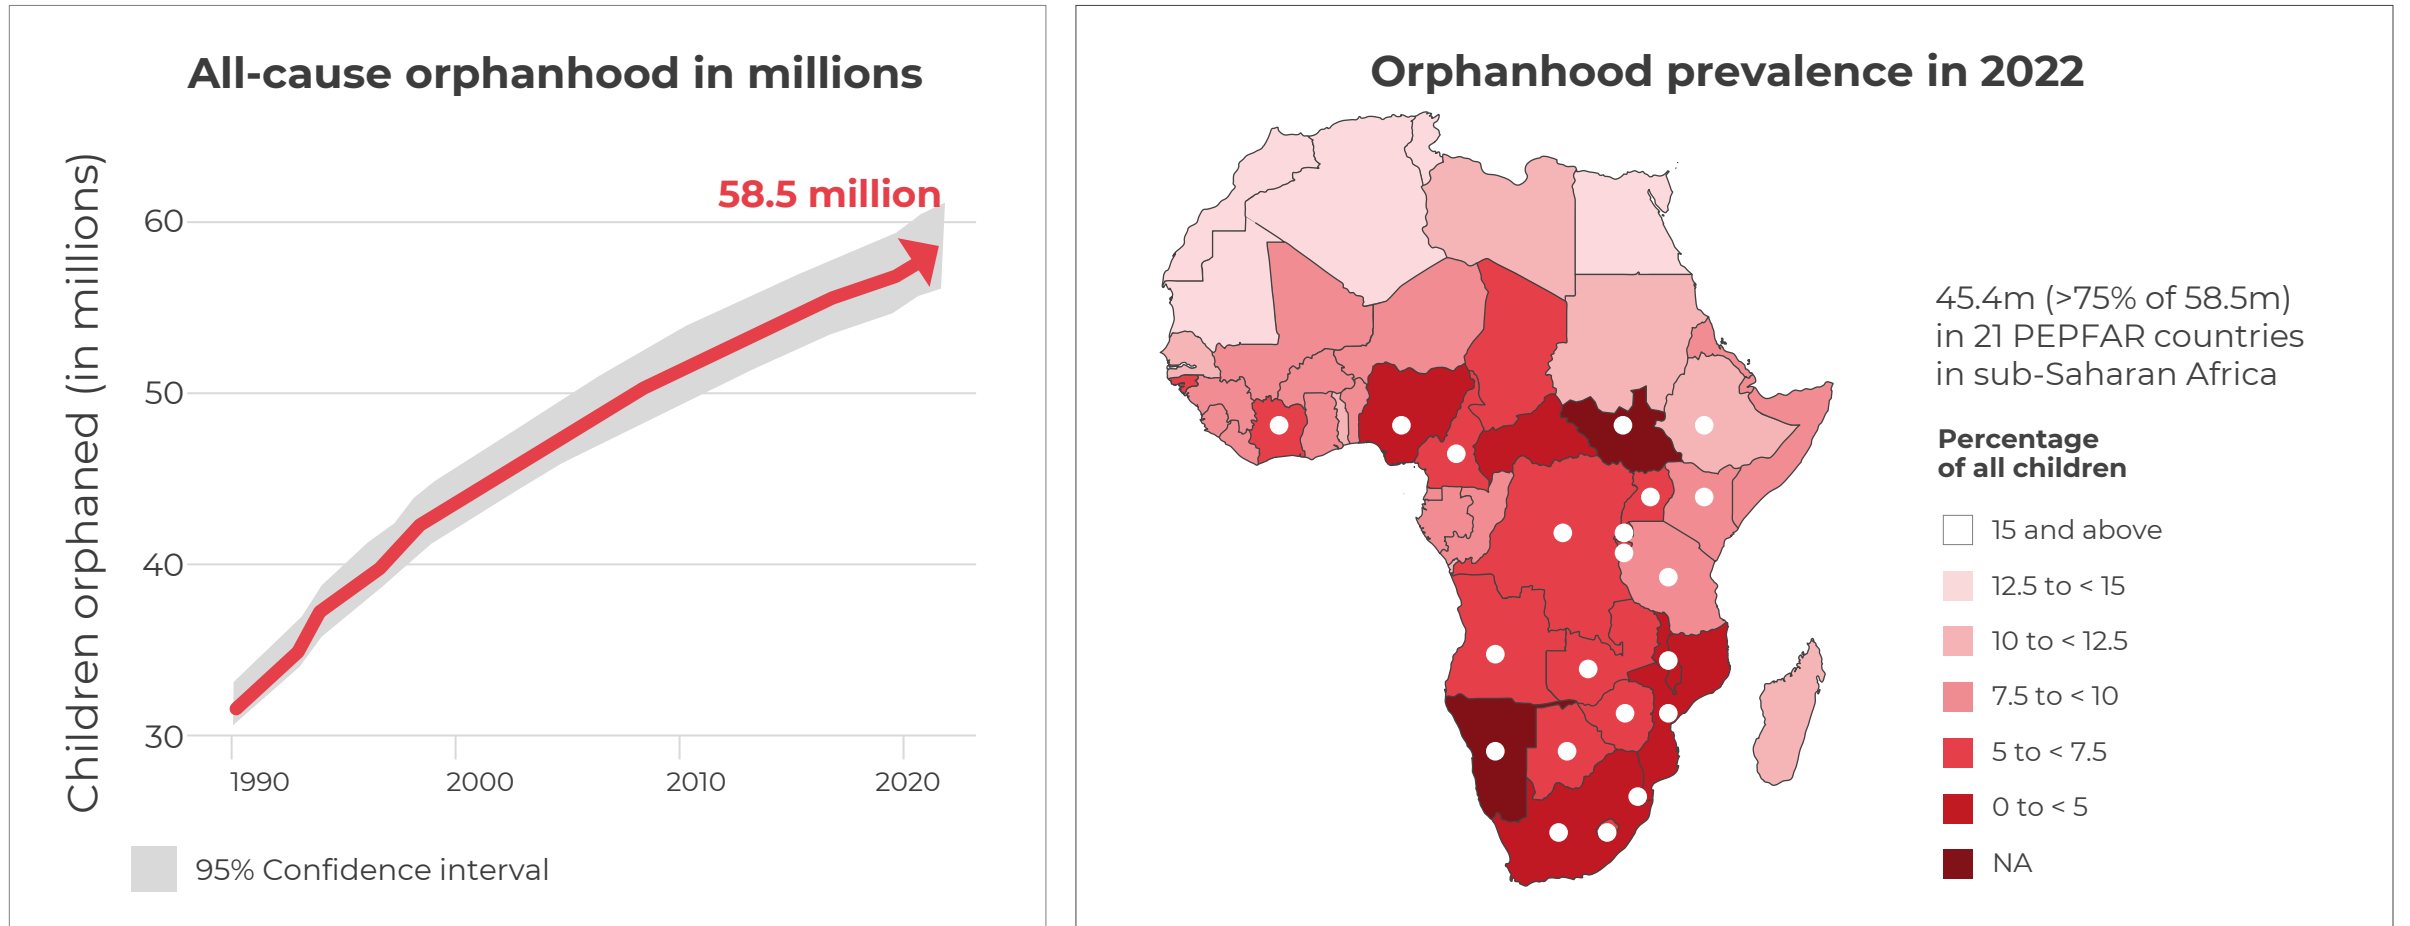 All-cause orphanhood in millions
Children orphaned (in millions)
58.5 million
60
50
40
30
1990
2000
2010
2020
95% Confidence interval
Orphanhood prevalence in 2022
45.4m (>75% of 58.5m)
in 21 PEPFAR countries
in sub-Saharan Africa
Percentage
of all children
15 and above
12.5 to < 15
10 to < 12.5
7.5 to < 10
5 to < 7.5
0 to < 5
NA